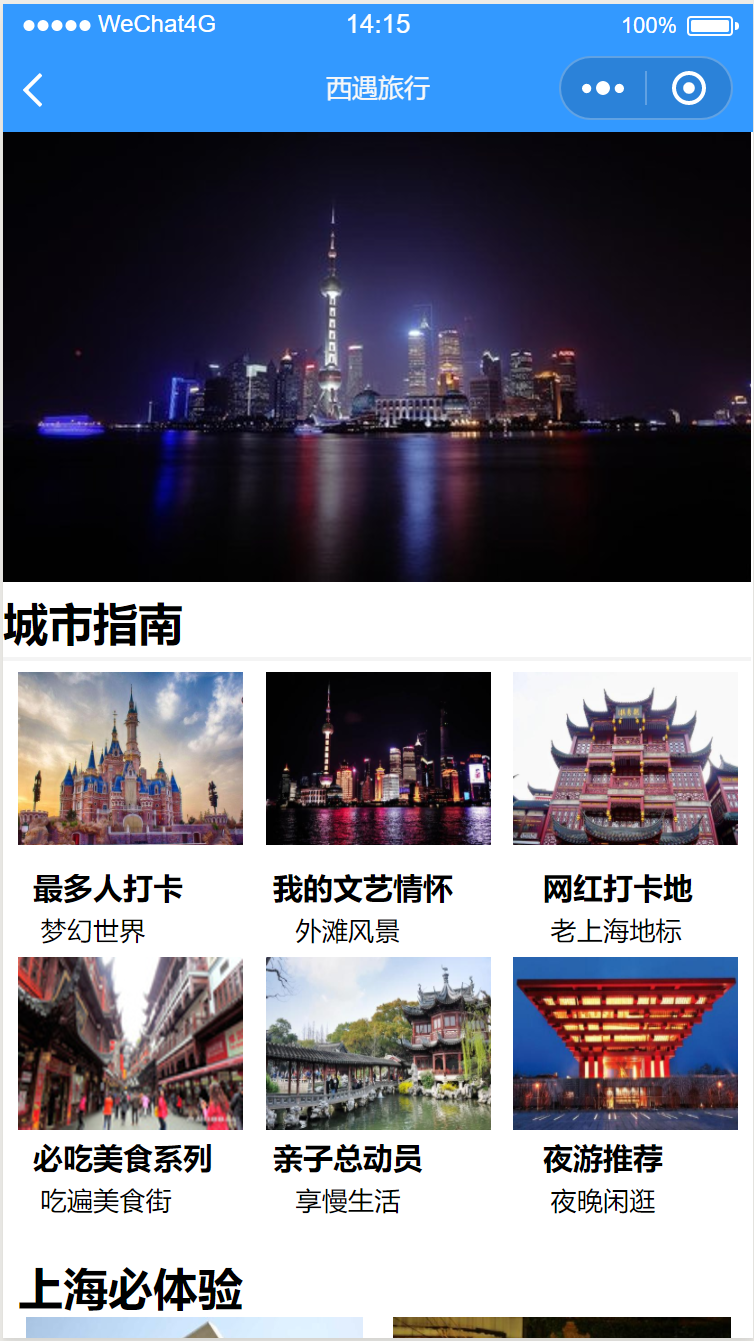 WeChat4G 14:15 100%
西遇旅行
城市指南
最多人打卡 我的文艺情怀 网红打卡地
梦幻世界 外滩风景 老上海地标
必吃美食系列 亲子总动员 夜游推荐
吃遍美食街 享慢生活 夜晚闲逛
上海必体验